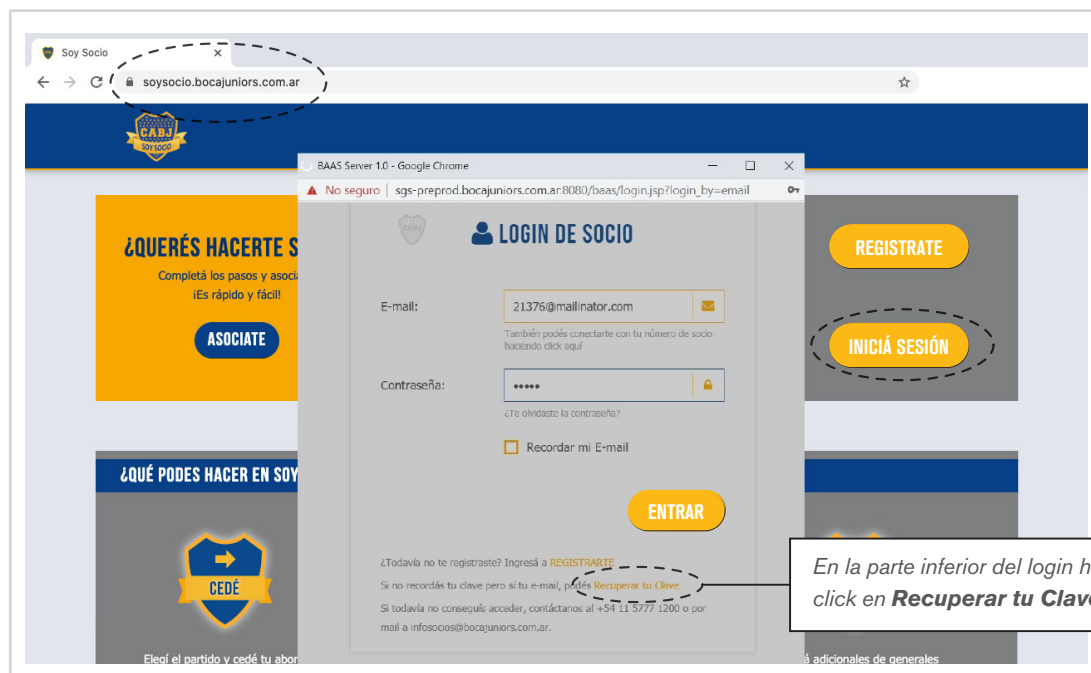 Soy Socio
soysocio.bocajuniors.com.ar
CABJ
SOY SOCIO
BAAS Server 1.0 - Google Chrome
No seguro | sgs-preprod.bocajuniors.com.ar:8080/baas/login.jsp?login_by=email
¿QUERÉS HACERTE S
Completá los pasos y asocia
¡Es rápido y fácil!
ASOCIATE
CABJ
LOGIN DE SOCIO
E-mail:
21376@mailinator.com
También podés conectarte con tu número de socio
haciendo click aquí
Contraseña:
•••••
¿Te olvidaste la contraseña?
Recordar mi E-mail
ENTRAR
¿Todavía no te registraste? Ingresá a REGISTRARTE
Si no recordás tu clave pero sí tu e-mail, podés Recuperar tu Clave
Si todavía no conseguís acceder, contáctanos al +54 11 5777 1200 o por
mail a infosocios@bocajuniors.com.ar.
REGISTRATE
INICIÁ SESIÓN
¿QUÉ PODES HACER EN SOY
CEDÉ
Elegí el partido y cedé tu abor
En la parte inferior del login h
click en Recuperar tu Clave
á adicionales de generales